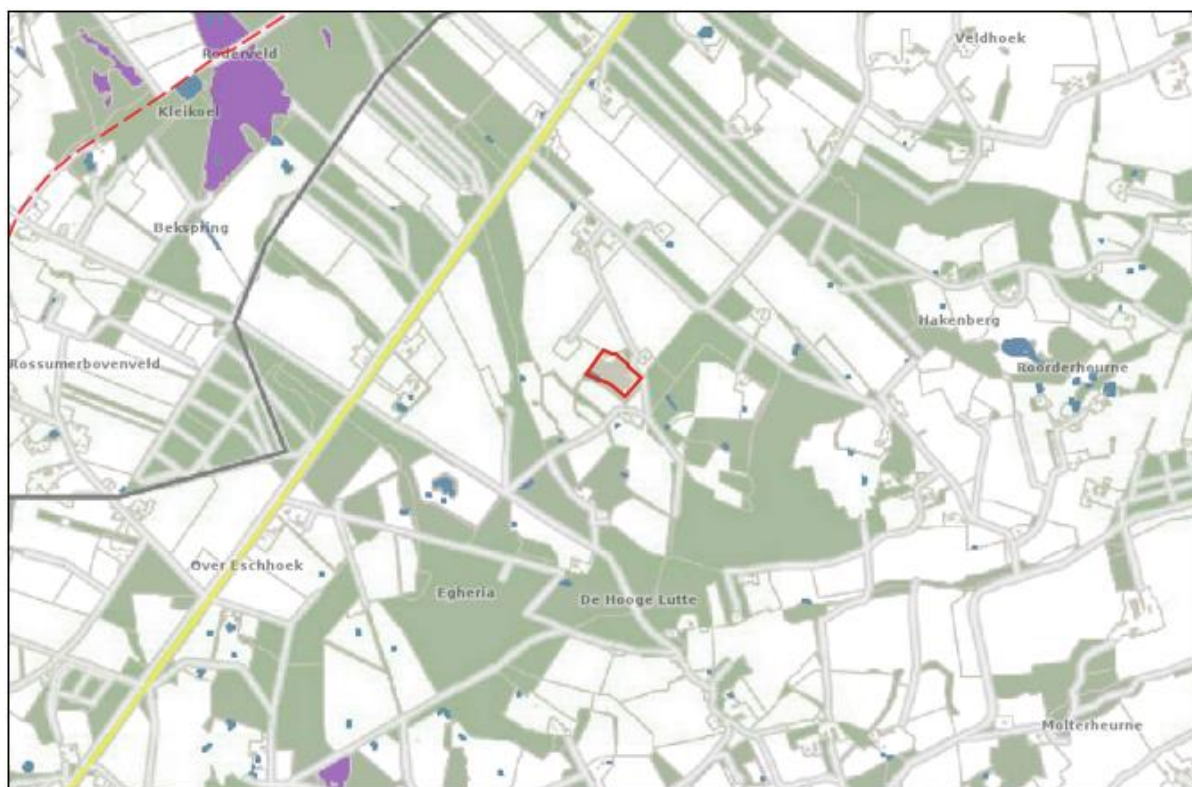 Veldhoek
Roderveld
Kleikoel
Bekspring
Hakenberg
Rossumerbovenveld
Roorderheurne
Over Eschhoek
Egheria
De Hooge Lutte
Molterheurne